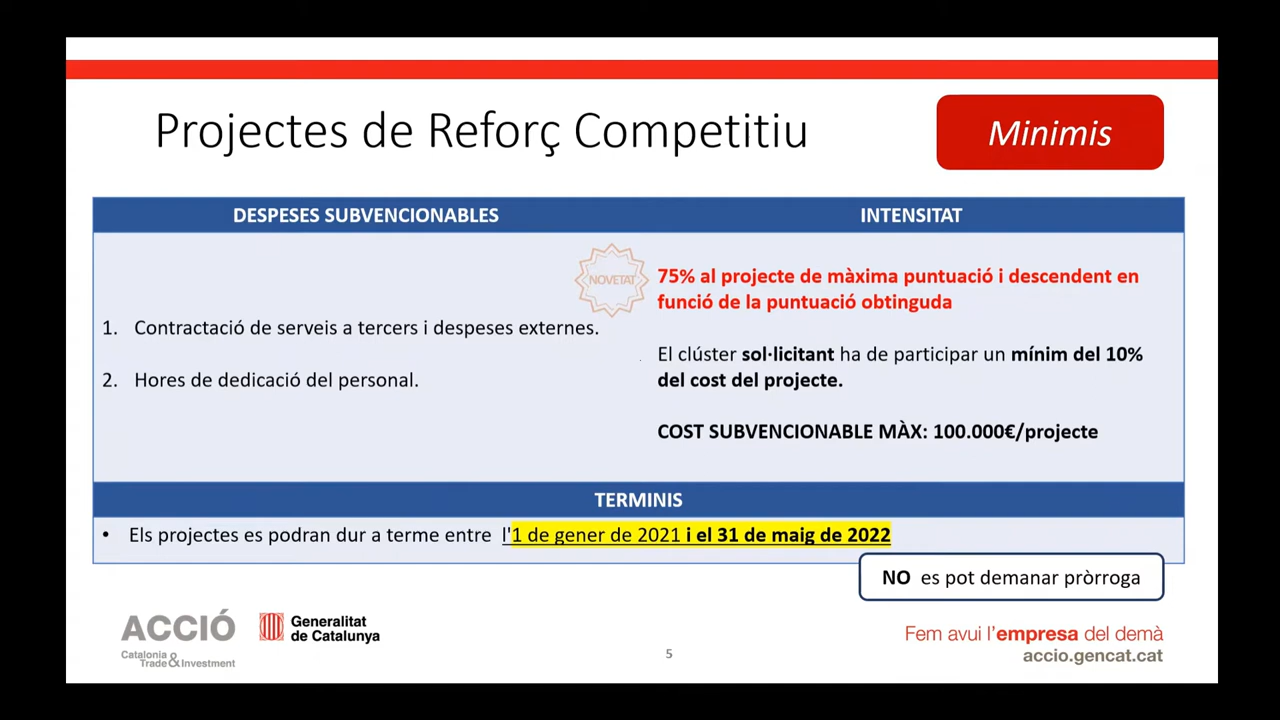 Projectes de Reforç Competitiu
Minimis
DESPESES SUBVENCIONABLES
INTENSITAT
1. Contractació de serveis a tercers i despeses externes.
2. Hores de dedicació del personal.
NOVETAT
75% al projecte de màxima puntuació i descendent en
funció de la puntuació obtinguda
El clúster sol·licitant ha de participar un mínim del 10%
del cost del projecte.
COST SUBVENCIONABLE MÀX: 100.000€/projecte
TERMINIS
• Els projectes es podran dur a terme entre l'1 de gener de 2021 i el 31 de maig de 2022
NO es pot demanar pròrroga
ACCIÓ
Catalonia
Trade & Investment
Generalitat
de Catalunya
5
Fem avui l'empresa del demà
accio.gencat.cat